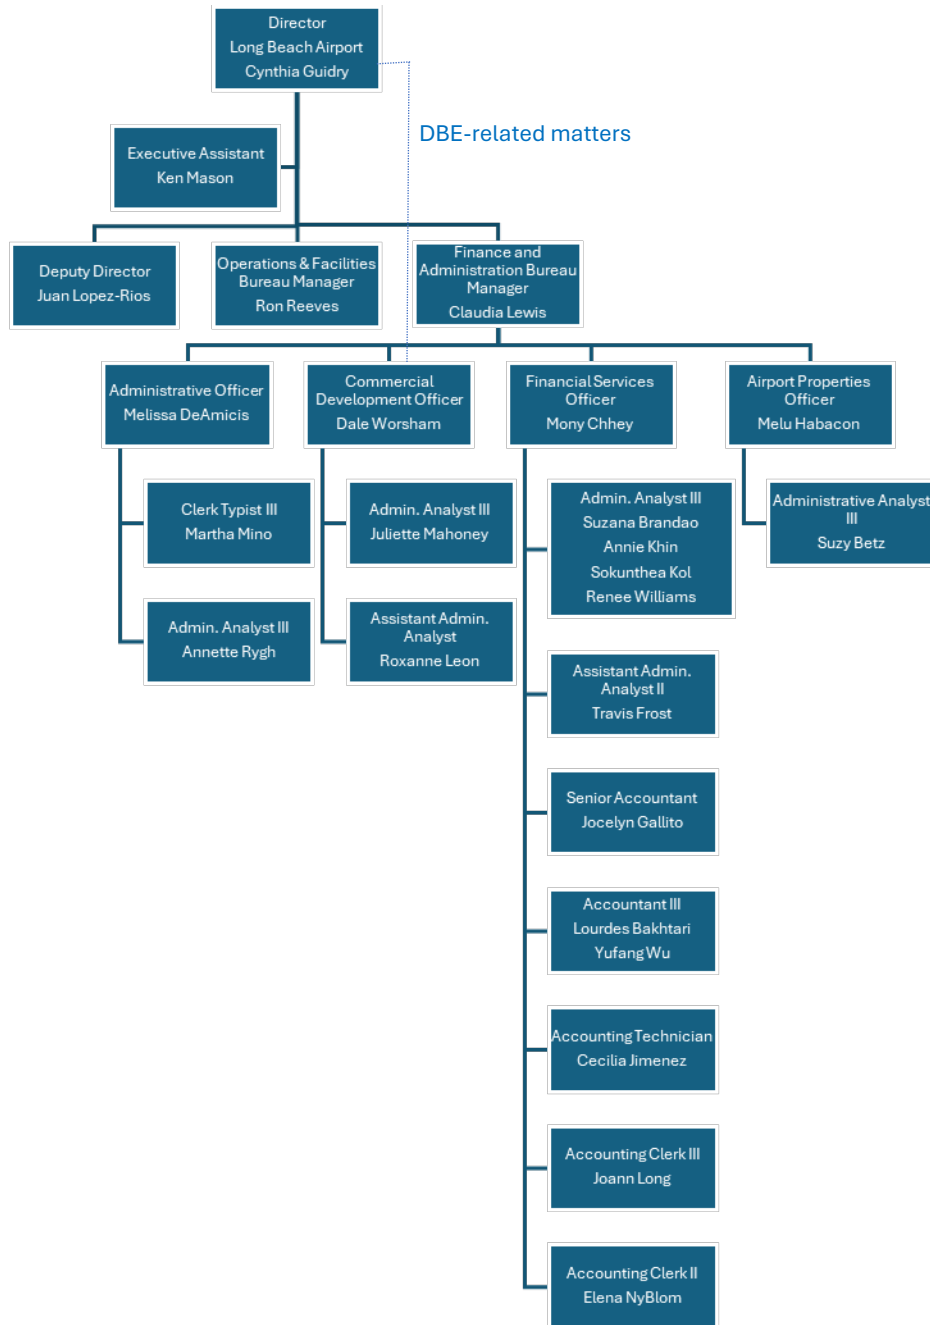 Director
Long Beach Airport
Cynthia Guidry
DBE-related matters
Executive Assistant
Ken Mason
Deputy Director
Juan Lopez-Rios
Operations & Facilities
Bureau Manager
Ron Reeves
Finance and
Administration Bureau
Manager
Claudia Lewis
Administrative Officer
Melissa DeAmicis
Commercial
Development Officer
Dale Worsham
Financial Services
Officer
Mony Chhey
Airport Properties
Officer
Melu Habacon
Clerk Typist III
Martha Mino
Admin. Analyst III
Annette Rygh
Admin. Analyst III
Juliette Mahoney
Assistant Admin.
Analyst
Roxanne Leon
Admin. Analyst III
Suzana Brandao
Annie Khin
Sokunthea Kol
Renee Williams
Assistant Admin.
Analyst II
Travis Frost
Senior Accountant
Jocelyn Gallito
Accountant III
Lourdes Bakhtari
Yufang Wu
Accounting Technician
Cecilia Jimenez
Accounting Clerk III
Joann Long
Accounting Clerk II
Elena NyBlom
Administrative Analyst
III
Suzy Betz